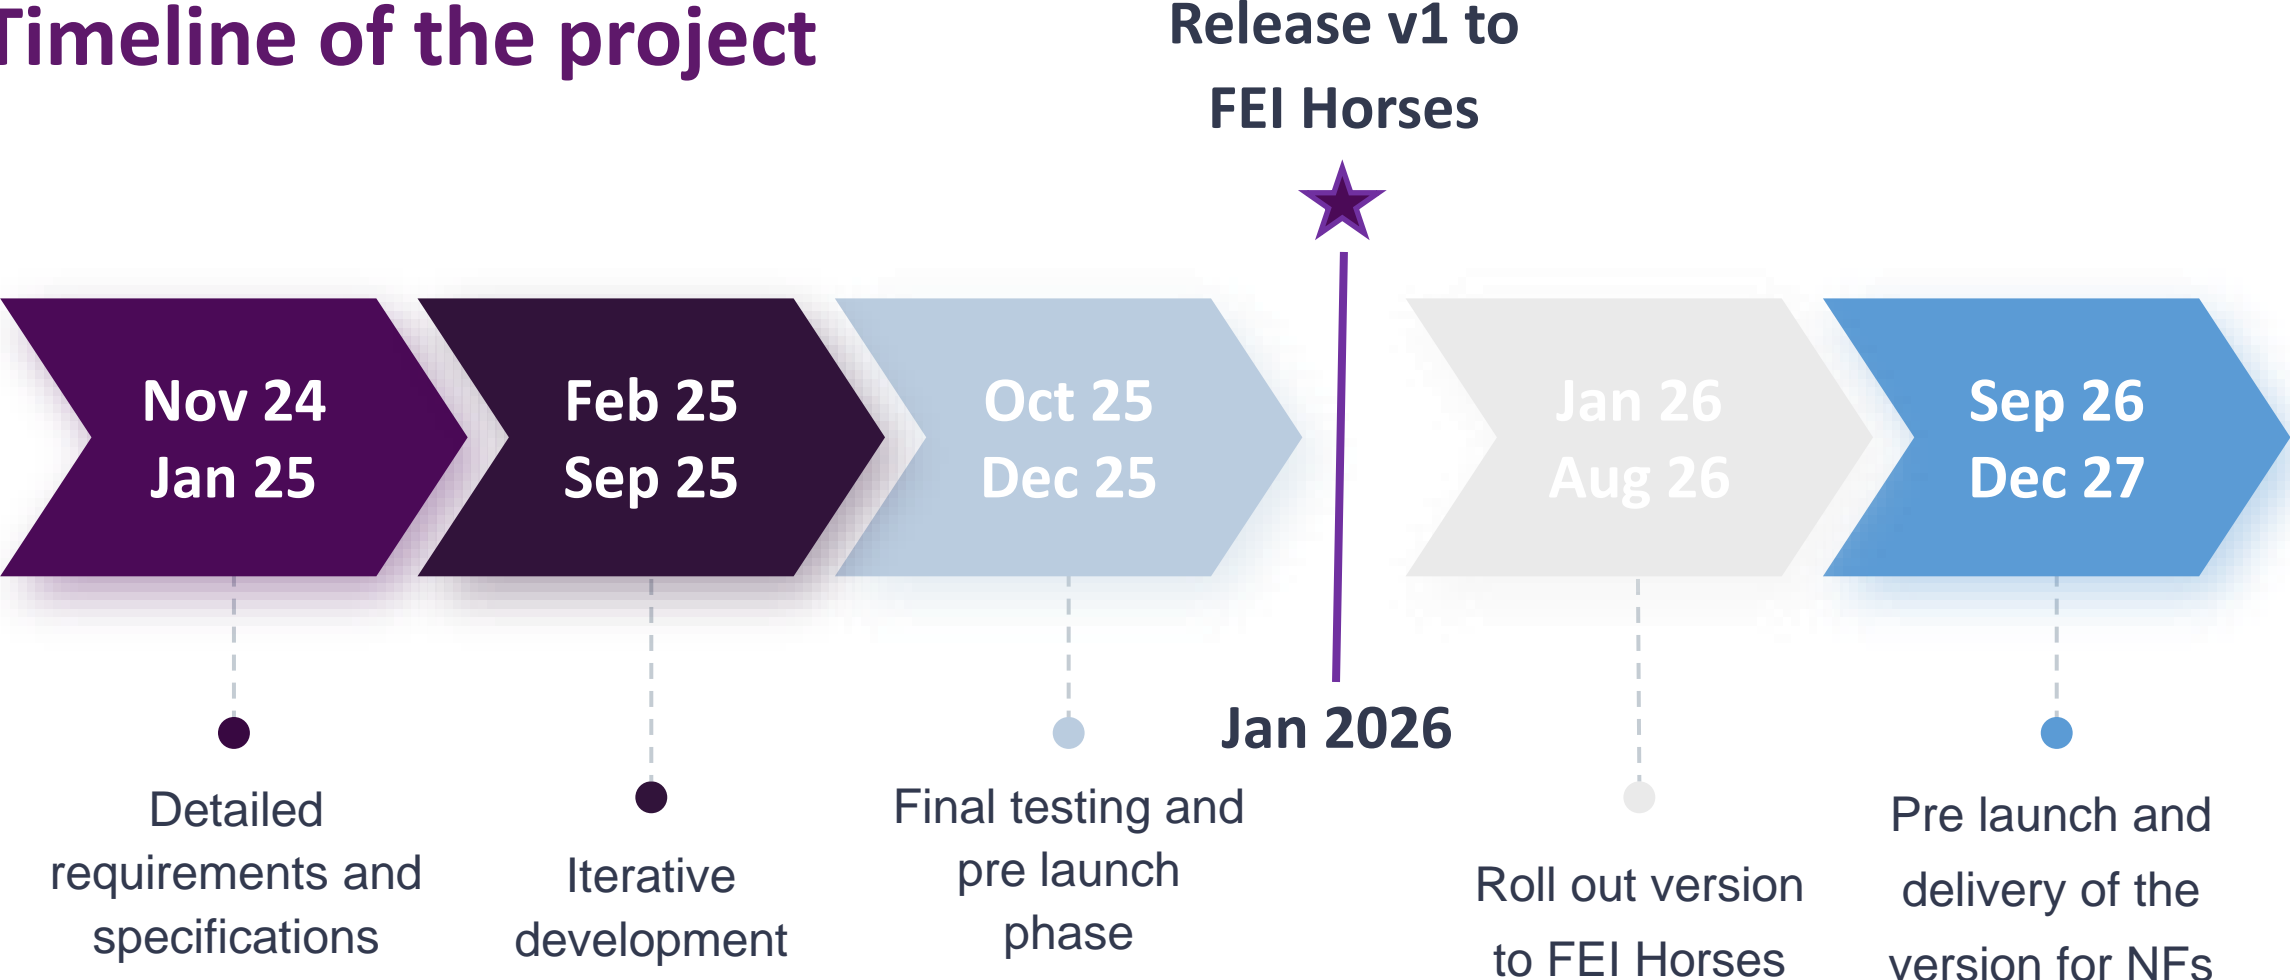 Timeline of the project
Release v1 to
FEI Horses
Nov 24
Jan 25
Feb 25
Sep 25
Oct 25
Dec 25
Jan 26
Aug 26
Sep 26
Dec 27
Jan 2026
Detailed
requirements and
specifications
Iterative
development
Final testing and
pre launch
phase
Roll out version
to FEI Horses
Pre launch and
delivery of the
version for NFs